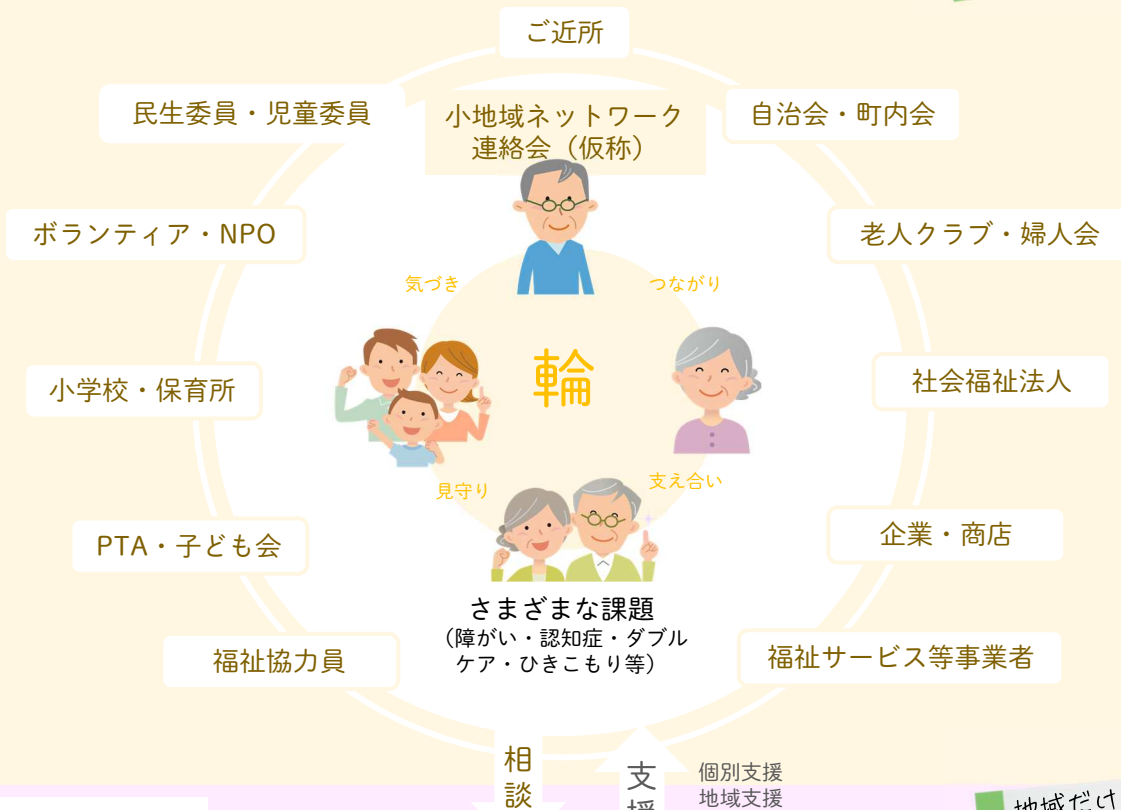 ご近所
民生委員・児童委員
小地域ネットワーク
連絡会（仮称）
自治会・町内会
ボランティア・NPO
老人クラブ・婦人会
気づき
つながり
輪
小学校・保育所
社会福祉法人
見守り
支え合い
PTA・子ども会
企業・商店
さまざまな課題
（障がい・認知症・ダブル
ケア・ひきこもり等）
福祉協力員
福祉サービス等事業者
相談
支援
個別支援
地域支援
地域だけ